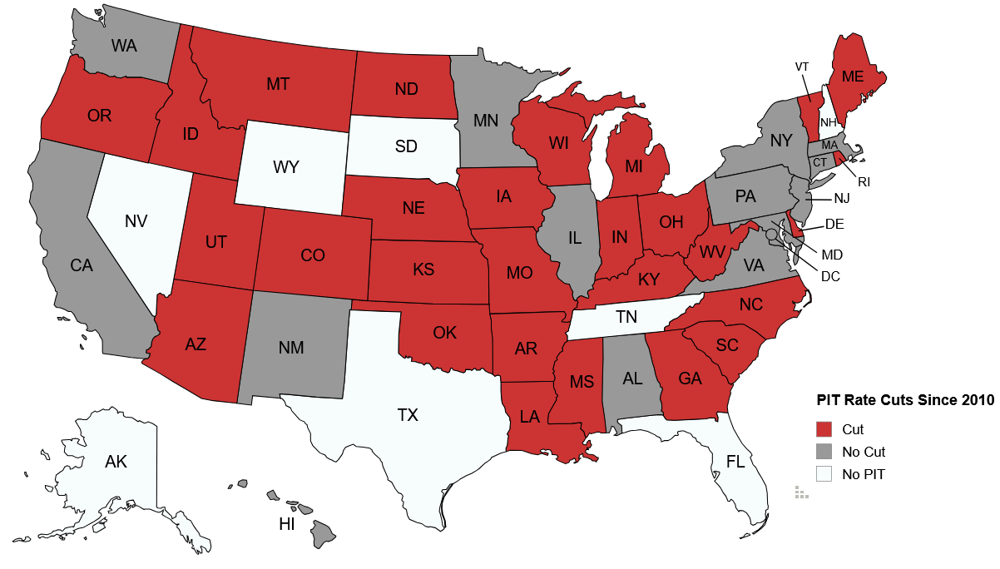 WA
VT
ME
MT
ND
OR
MN
ID
WI
NH
NY
MA
SD
MI
CT
WY
RI
IA
PA
NJ
NE
NV
OH
DE
UT
IL
IN
CO
WV
MD
CA
VA
KS
MO
KY
DC
NC
TN
OK
AZ
NM
AR
SC
MS
AL
GA
PIT Rate Cuts Since 2010
TX
LA
Cut
No Cut
AK
FL
No PIT
HI